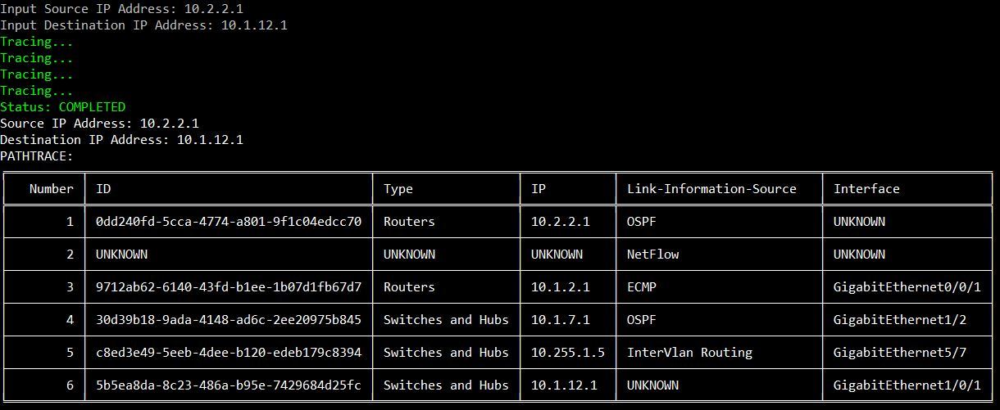 Input Source IP Address: 10.2.2.1
Input Destination IP Address: 10.1.12.1
Tracing...
Tracing...
Tracing...
Tracing...
Status: COMPLETED
Source IP Address: 10.2.2.1
Destination IP Address: 10.1.12.1
PATHTRACE:
Number ID Type IP Link-Information-Source Interface
1 0dd240fd-5cca-4774-a801-9f1c04edcc70 Routers 10.2.2.1 OSPF UNKNOWN
2 UNKNOWN UNKNOWN UNKNOWN NetFlow UNKNOWN
3 9712ab62-6140-43fd-b1ee-1b07d1fb67d7 Routers 10.1.2.1 ECMP GigabitEthernet0/0/1
4 30d39b18-9ada-4148-ad6c-2ee20975b845 Switches and Hubs 10.1.7.1 OSPF GigabitEthernet1/2
5 c8ed3e49-5eeb-4dee-b120-edeb179c8394 Switches and Hubs 10.255.1.5 InterVlan Routing GigabitEthernet5/7
6 5b5ea8da-8c23-486a-b95e-7429684d25fc Switches and Hubs 10.1.12.1 UNKNOWN GigabitEthernet1/0/1